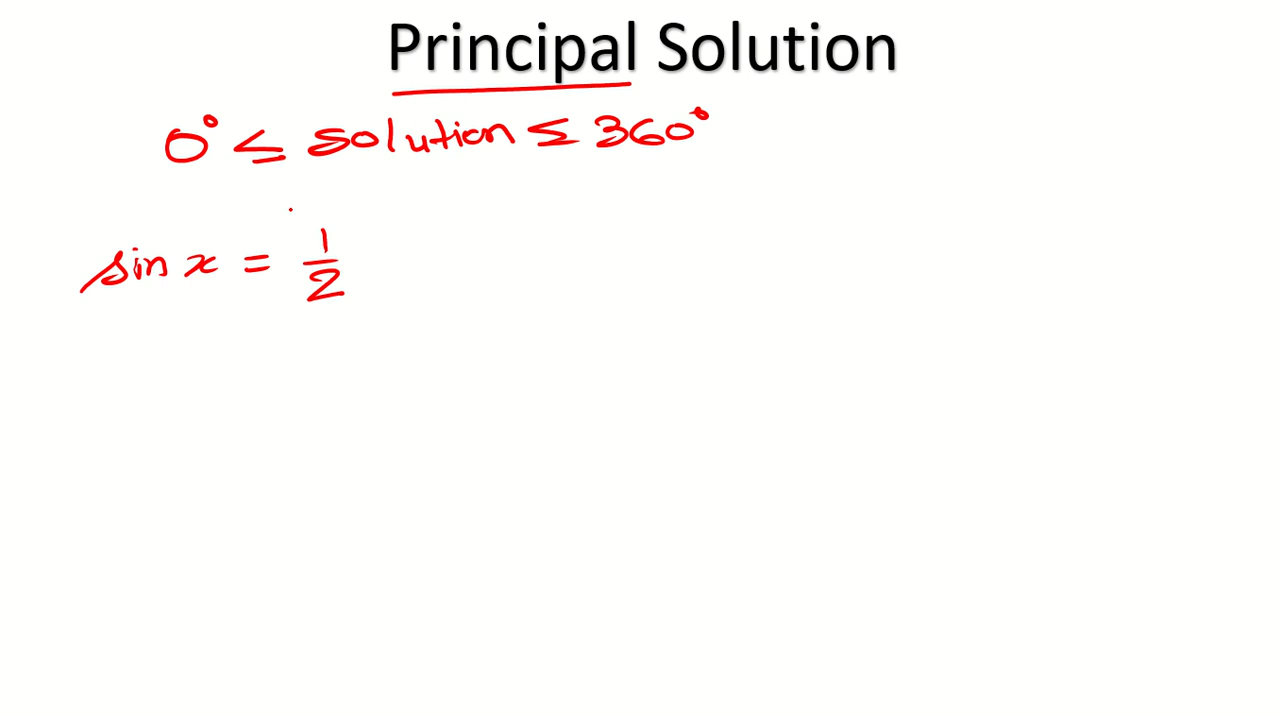 Principal Solution
0° ≤ solution ≤ 360°
sin x = 1/2